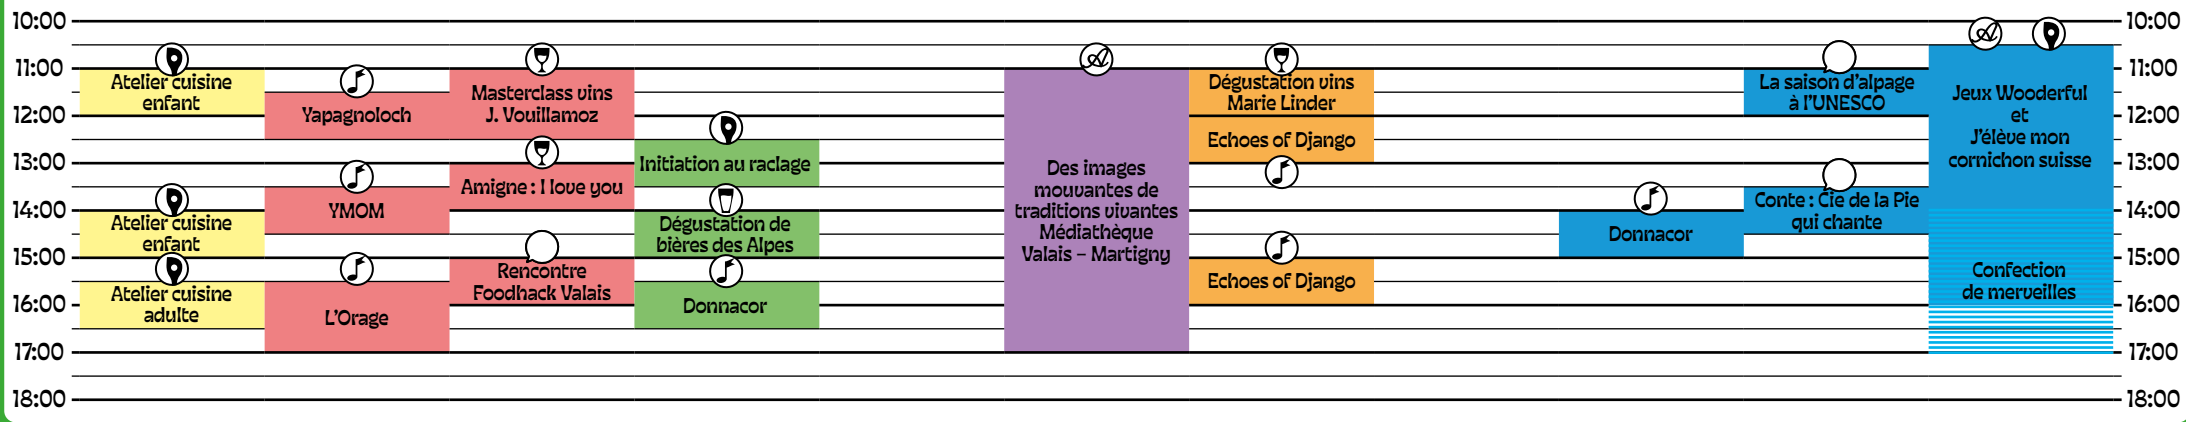 10:00
11:00
12:00
13:00
14:00
15:00
16:00
17:00
18:00
Atelier cuisine
enfant
Atelier cuisine
enfant
Atelier cuisine
adulte
Yapagnoloch
YMOM
L'Orage
Masterclass vins
J. Vouillamoz
Amigne : I love you
Rencontre
Foodhack Valais
Initiation au raclage
Dégustation de
bières des Alpes
Donnacor
Des images
mouvantes de
traditions vivantes
Médiathèque
Valais – Martigny
Dégustation vins
Marie Linder
Echoes of Django
Echoes of Django
Donnacor
La saison d'alpage
à l'UNESCO
Conte : Cie de la Pie
qui chante
Jeux Wooderful
et
J'élève mon
cornichon suisse
Confection
de merveilles
10:00
11:00
12:00
13:00
14:00
15:00
16:00
17:00
18:00